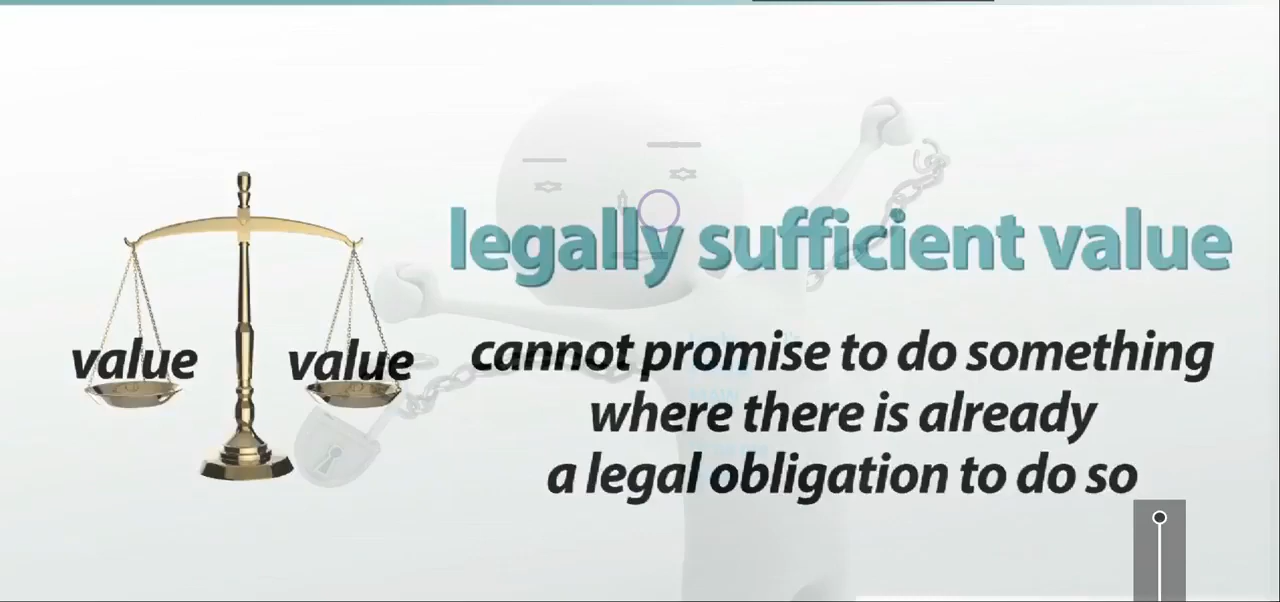 legally sufficient value
value
value
cannot promise to do something
where there is already
a legal obligation to do so